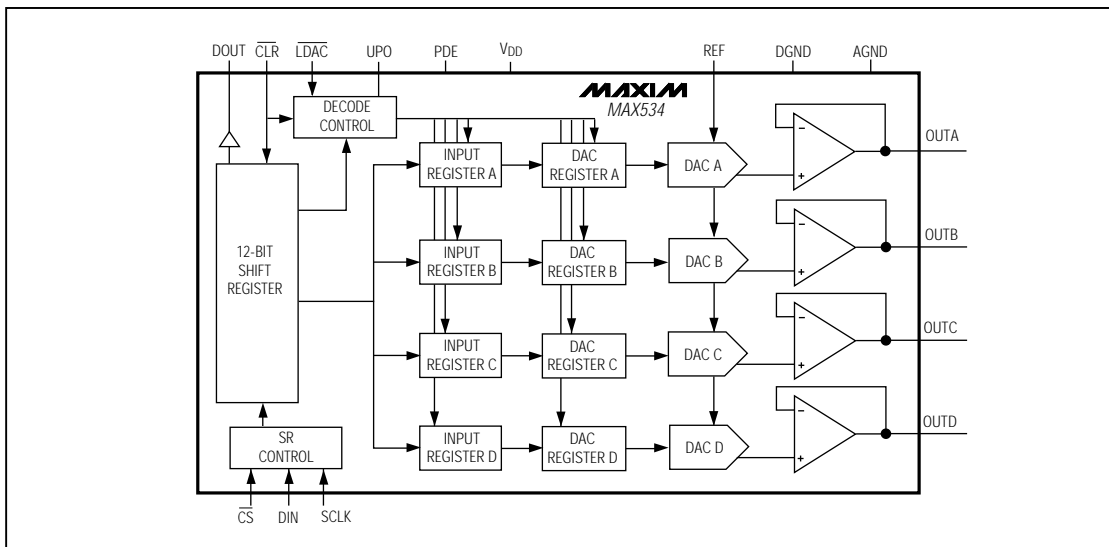 DOUT CLR LDAC UPO PDE VDD REF DGND AGND
MAXIM
MAX534
DECODE
CONTROL
12-BIT
SHIFT
REGISTER
SR
CONTROL
CS DIN SCLK
INPUT
REGISTER A
DAC
REGISTER A
DAC A
- +
OUTA
INPUT
REGISTER B
DAC
REGISTER B
DAC B
- +
OUTB
INPUT
REGISTER C
DAC
REGISTER C
DAC C
- +
OUTC
INPUT
REGISTER D
DAC
REGISTER D
DAC D
- +
OUTD